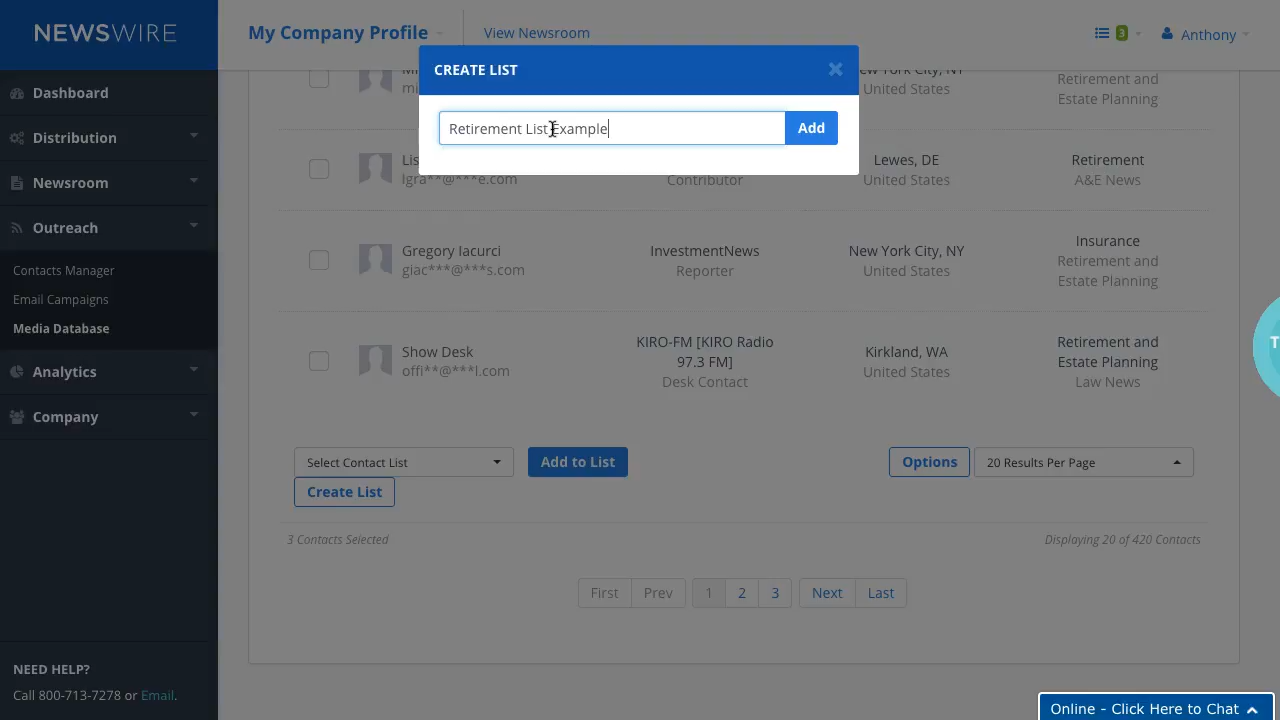 NEWSWIRE
My Company Profile
View Newsroom
3
Anthony
Dashboard
Distribution
Newsroom
Outreach
Contacts Manager
Email Campaigns
Media Database
Analytics
Company
NEED HELP?
Call 800-713-7278 or Email.
CREATE LIST
Retirement List Example
Add
New York City, NY
United States
Retirement and
Estate Planning
lgra**@***e.com
Contributor
Lewes, DE
United States
Retirement
A&E News
Gregory Iacurci
giac***@***s.com
InvestmentNews
Reporter
New York City, NY
United States
Insurance
Retirement and
Estate Planning
Show Desk
offi**@***l.com
KIRO-FM [KIRO Radio
97.3 FM]
Desk Contact
Kirkland, WA
United States
Retirement and
Estate Planning
Law News
Select Contact List
Add to List
Options
20 Results Per Page
Create List
3 Contacts Selected
Displaying 20 of 420 Contacts
First Prev 1 2 3 Next Last
Online - Click Here to Chat